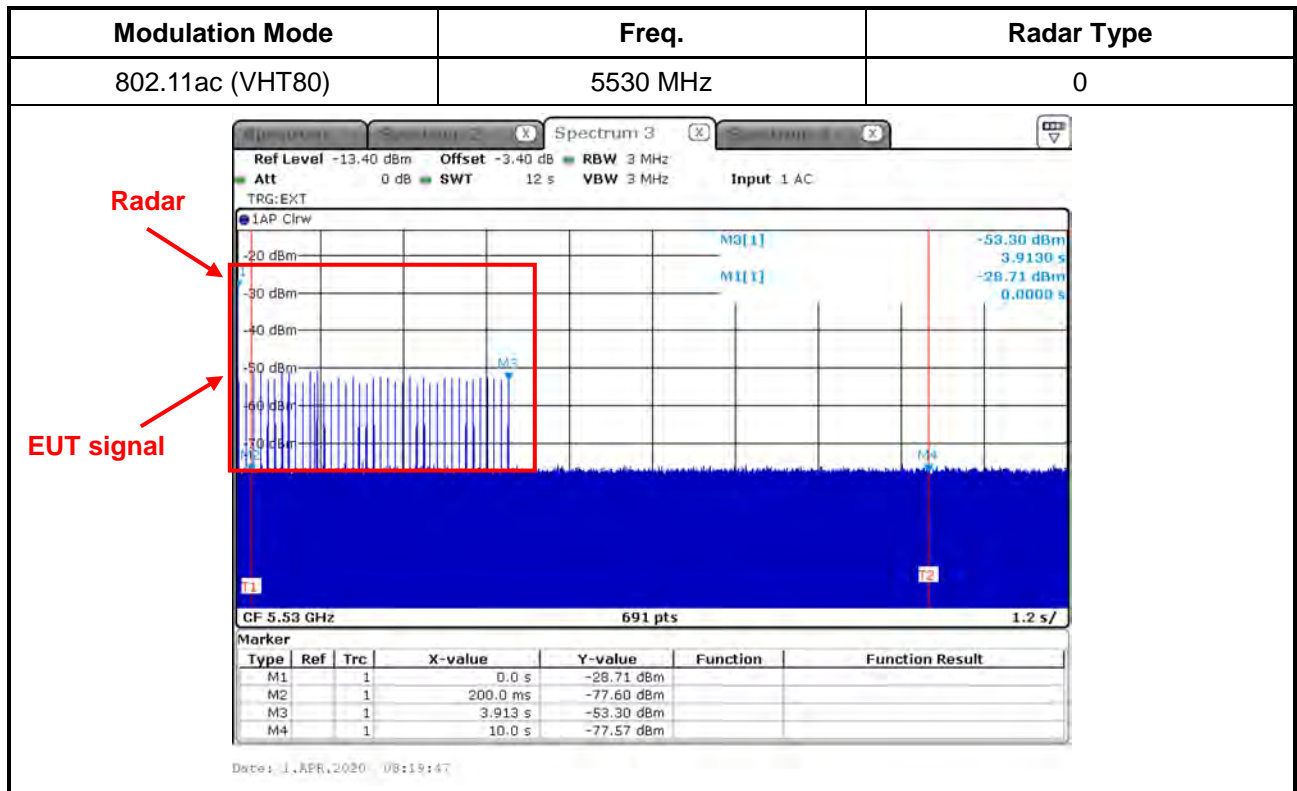 Modulation Mode Freq. Radar Type
802.11ac (VHT80) 5530 MHz 0
Spectrum 3
Ref Level -13.40 dBm Offset -3.40 dB RBW 3 MHz
Att 0 dB SWT 12 s VBW 3 MHz Input 1 AC
TRG:EXT
1AP Clrw
Radar
M3[1] -53.30 dBm
3.9130 s
M1[1] -28.71 dBm
0.0000 s
-20 dBm
-30 dBm
-40 dBm
-50 dBm
M3
-60 dBm
-70 dBm
EUT signal
M2
M4
T1
T2
CF 5.53 GHz 691 pts 1.2 s/
Marker
Type Ref Trc X-value Y-value Function Function Result
M1 1 0.0 s -28.71 dBm
M2 1 200.0 ms -77.60 dBm
M3 1 3.913 s -53.30 dBm
M4 1 10.0 s -77.57 dBm
Date: 1.APR.2020 08:19:47